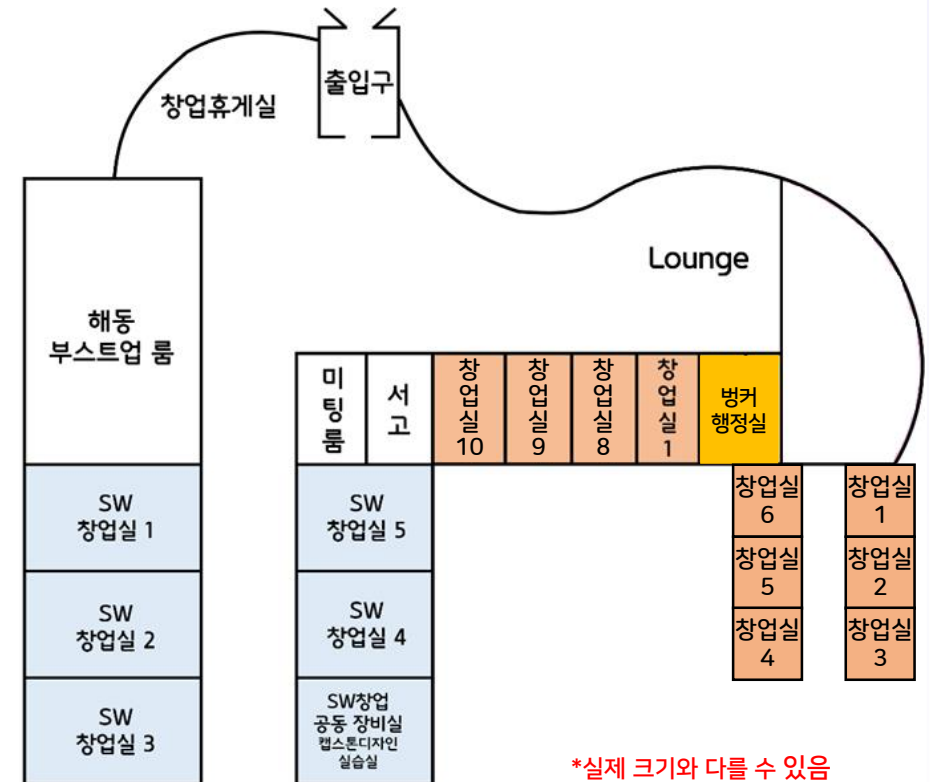 출입구
창업휴게실
Lounge
해동
부스트업 룸
미
팅
룸
서
고
창
업
실
10
창
업
실
9
창
업
실
8
창
업
실
1
벙커
행정실
SW
창업실 1
SW
창업실 5
창업실
6
창업실
1
창업실
5
창업실
2
SW
창업실 2
SW
창업실 4
창업실
4
창업실
3
SW
창업실 3
SW창업
공동 장비실
캡스톤디자인
실습실
*실제 크기와 다를 수 있음